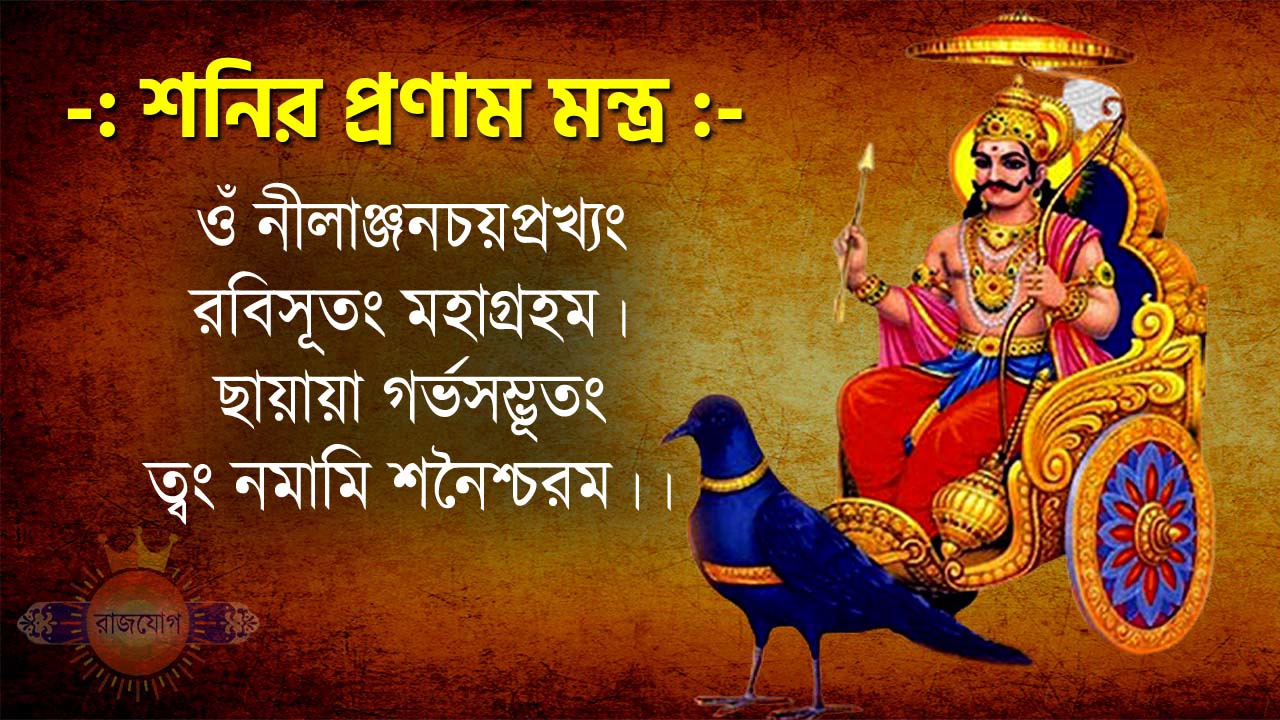 -: শনির প্রণাম মন্ত্র :-
ওঁ নীলাঞ্জনচয়প্রখ্যং
রবিসূতং মহাগ্রহম।
ছায়ায়া গর্ভসম্ভূতং
ত্বং নমামি শনৈশ্চরম।।
রাজযোগ